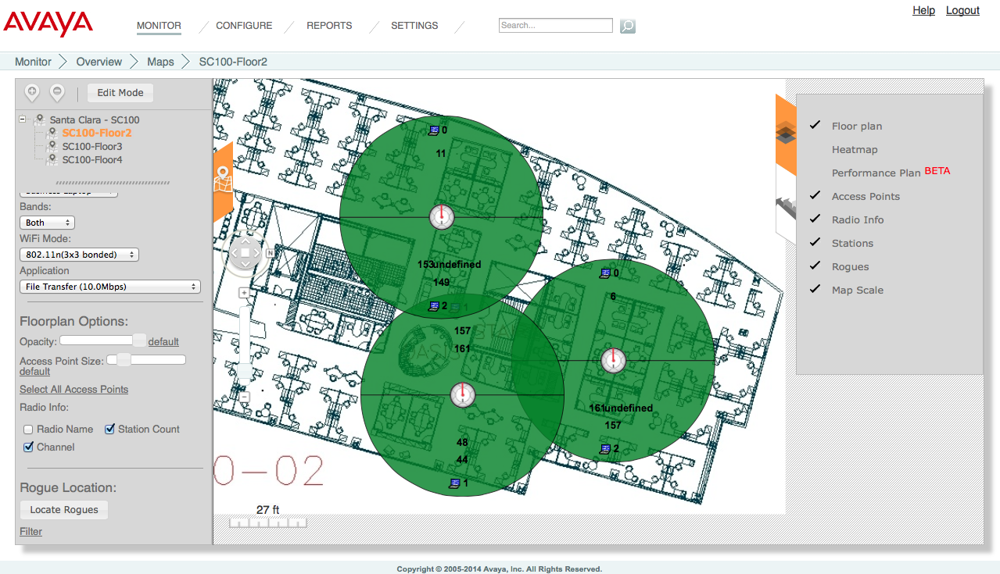 Help Logout
AVAYA
MONITOR CONFIGURE REPORTS SETTINGS Search...
Monitor Overview Maps SC100-Floor2
Edit Mode
Santa Clara - SC100
SC100-Floor2
SC100-Floor3
SC100-Floor4
Business Laptop
Bands:
Both
WiFi Mode:
802.11n(3x3 bonded)
Application
File Transfer (10.0Mbps)
Floorplan Options:
Opacity: default
Access Point Size:
default
Select All Access Points
Radio Info:
Radio Name Station Count
Channel
Rogue Location:
Locate Rogues
Filter
N
0
11
153undefined
149
2 1
157
161
48
44
1
0
6
161undefined
157
2
0-02
27 ft
Floor plan
Heatmap
Performance Plan BETA
Access Points
Radio Info
Stations
Rogues
Map Scale
Copyright © 2005-2014 Avaya, Inc. All Rights Reserved.